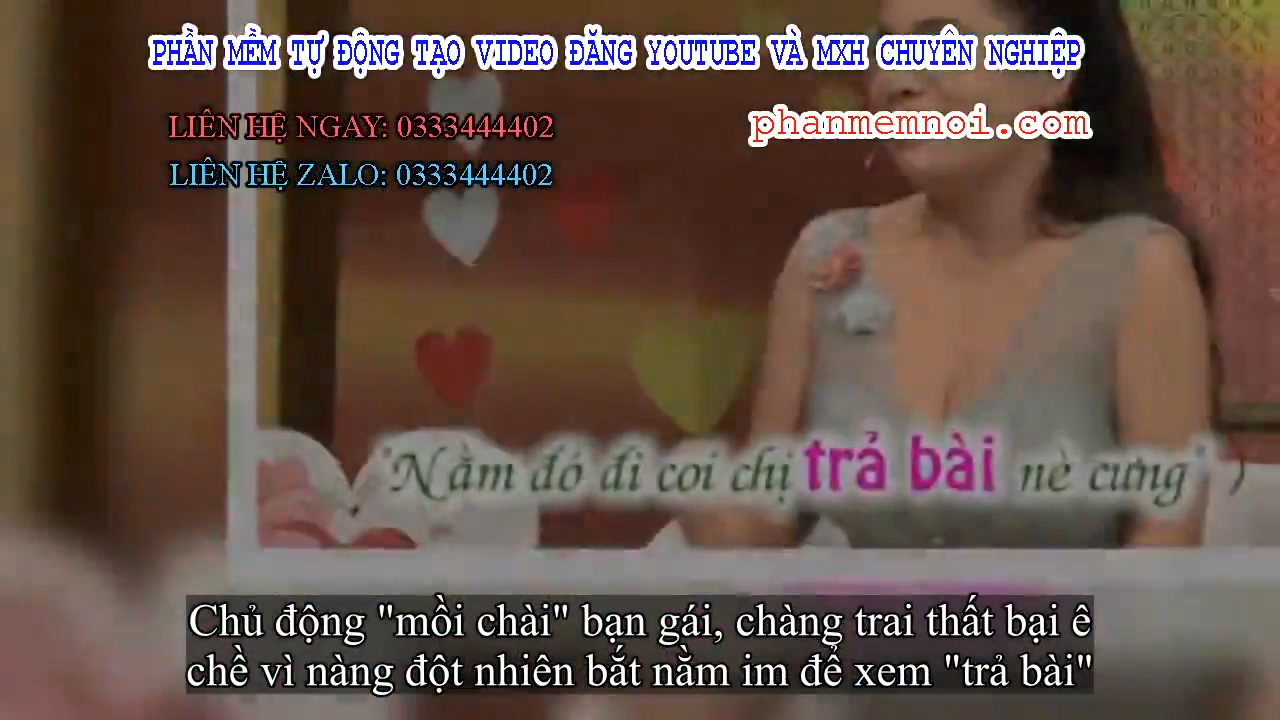 PHẦN MỀM TỰ ĐỘNG TẠO VIDEO ĐĂNG YOUTUBE VÀ MXH CHUYÊN NGHIỆP
LIÊN HỆ NGAY: 0333444402
phanmemnoi.com
LIÊN HỆ ZALO: 0333444402
"Nằm đó đi coi chị trả bài nè cưng" )
Chủ động "mồi chài" bạn gái, chàng trai thất bại ê
chề vì nàng đột nhiên bắt nằm im để xem "trả bài"